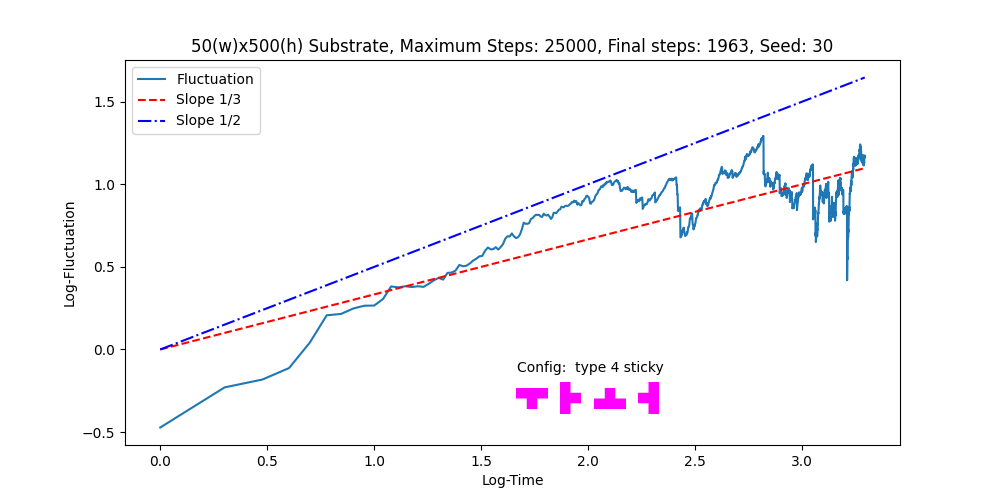 50(w)x500(h) Substrate, Maximum Steps: 25000, Final steps: 1963, Seed: 30
Fluctuation
Slope 1/3
Slope 1/2
1.5
1.0
0.5
0.0
−0.5
Log-Fluctuation
Config:  type 4 sticky
0.0 0.5 1.0 1.5 2.0 2.5 3.0
Log-Time